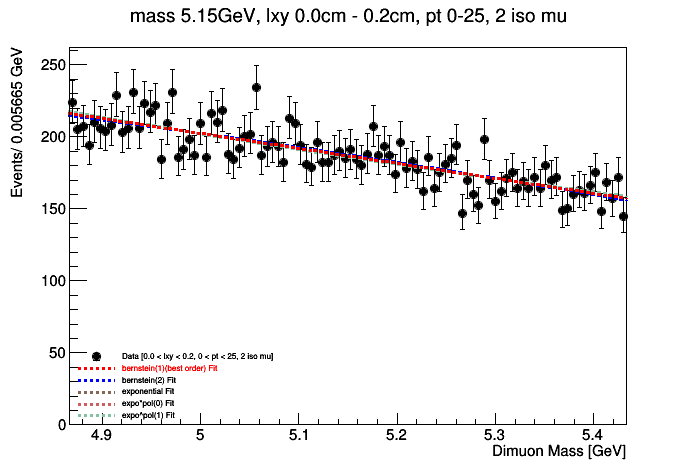 mass 5.15GeV, lxy 0.0cm - 0.2cm, pt 0-25, 2 iso mu
Events/ 0.005665 GeV
250
200
150
100
50
0
Data [0.0 < lxy < 0.2, 0 < pt < 25, 2 iso mu]
bernstein(1)(best order) Fit
bernstein(2) Fit
exponential Fit
expo*pol(0) Fit
expo*pol(1) Fit
4.9 5 5.1 5.2 5.3 5.4
Dimuon Mass [GeV]